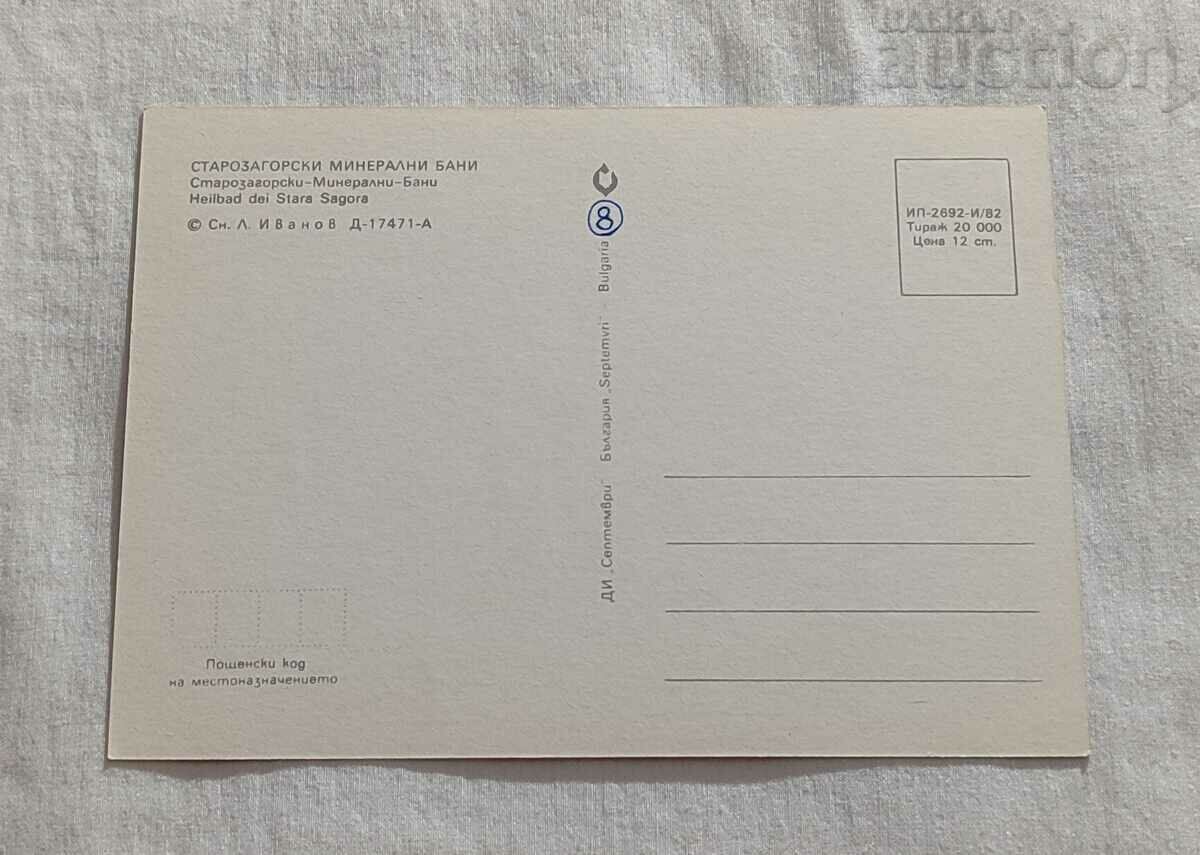 BALKAN
auction
СТАРОЗАГОРСКИ МИНЕРАЛНИ БАНИ
Старозагорски-Минерални-Бани
Heilbad dei Stara Sagora
© Сн. Л. Иванов Д-17471-А
8
ДИ „Септември“ България „Septemvri“ Bulgaria
ИП-2692-И/82
Тираж 20 000
Цена 12 ст.
Пощенски код
на местоназначението